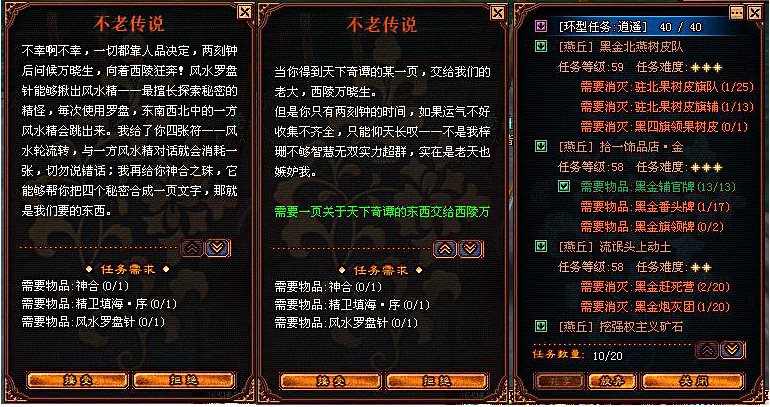 不老传说
不幸啊不幸，一切都靠人品决定，两刻钟
后问候万晓生，向着西陵狂奔！风水罗盘
针能够揪出风水精——最擅长探索秘密的
精怪，每次使用罗盘，东南西北中的一方
风水精会跳出来。我给了你四张符——风
水轮流转，与一方风水精对话就会消耗一
张，切勿说错话；我再给你神合之珠，它
能够帮你把四个秘密合成一页文字，那就
是我们要的东西。
任务需求
需要物品:神合(0/1)
需要物品:精卫填海·序(0/1)
需要物品:风水罗盘针(0/1)
接受
拒绝
不老传说
当你得到天下奇谭的某一页，交给我们的
老大，西陵万晓生。
但是你只有两刻钟的时间，如果运气不好
收集不齐全，只能仰天长叹——不是我梓
珊不够智慧无双实力超群，实在是老天也
嫉妒我。
需要一页关于天下奇谭的东西交给西陵万
任务需求
需要物品:神合(0/1)
需要物品:精卫填海·序(0/1)
需要物品:风水罗盘针(0/1)
接受
拒绝
[环型任务:逍遥] 40 / 40
[燕丘] 黑金北燕树皮队
任务等级:59 任务难度:
需要消灭:驻北果树皮旗队(1/25)
需要消灭:驻北果树皮旗辅(1/13)
需要消灭:黑四旗领果树皮(0/1)
[燕丘] 拾一饰品店·金
任务等级:58 任务难度:
需要物品:黑金辅官牌(13/13)
需要物品:黑金番头牌(1/17)
需要物品:黑金旗领牌(0/2)
[燕丘] 流氓头上动土
任务等级:58 任务难度:
需要消灭:黑金赶死营(2/20)
需要消灭:黑金炮灰团(1/20)
[燕丘] 挖强权主义矿石
任务数量: 10/20
放弃
关闭